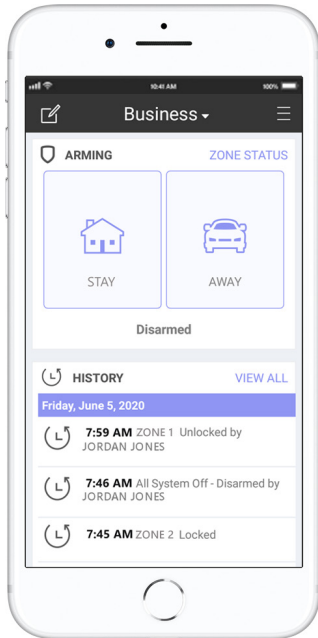 10:41 AM 100%
Business
ARMING ZONE STATUS
STAY AWAY
Disarmed
HISTORY VIEW ALL
Friday, June 5, 2020
7:59 AM ZONE 1 Unlocked by
JORDAN JONES
7:46 AM All System Off - Disarmed by
JORDAN JONES
7:45 AM ZONE 2 Locked